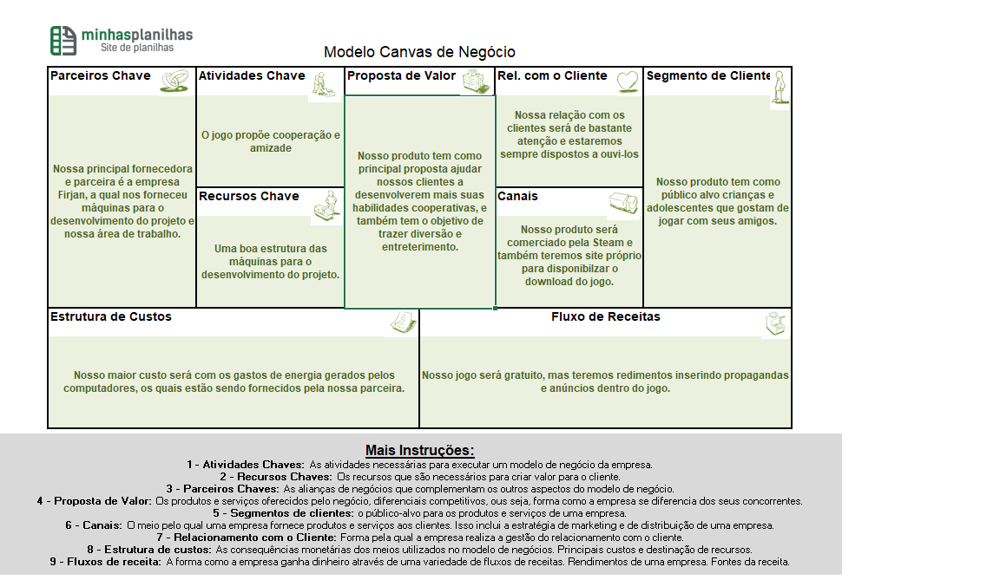 minhasplanilhas
Site de planilhas
Modelo Canvas de Negócio
Parceiros Chave
Nossa principal fornecedora
e parceira é a empresa
Firjan, a qual nos forneceu
máquinas para o
desenvolvimento do projeto e
nossa área de trabalho.
Atividades Chave
O jogo propõe cooperação e
amizade
Recursos Chave
Uma boa estrutura das
máquinas para o
desenvolvimento do projeto.
Proposta de Valor
Nosso produto tem como
principal proposta ajudar
nossos clientes a
desenvolverem mais suas
habilidades cooperativas, e
também tem o objetivo de
trazer diversão e
entreterimento.
Rel. com o Cliente
Nossa relação com os
clientes será de bastante
atenção e estaremos
sempre dispostos a ouvi-los
Canais
Nosso produto será
comerciado pela Steam e
também teremos site próprio
para disponibilzar o
download do jogo.
Segmento de Cliente
Nosso produto tem como
público alvo crianças e
adolescentes que gostam de
jogar com seus amigos.
Estrutura de Custos
Nosso maior custo será com os gastos de energia gerados pelos
computadores, os quais estão sendo fornecidos pela nossa parceira.
Fluxo de Receitas
Nosso jogo será gratuito, mas teremos redimentos inserindo propagandas
e anúncios dentro do jogo.
Mais Instruções:
1 - Atividades Chaves: As atividades necessárias para executar um modelo de negócio da empresa.
2 - Recursos Chaves: Os recursos que são necessários para criar valor para o cliente.
3 - Parceiros Chaves: As alianças de negócios que complementam os outros aspectos do modelo de negócio.
4 - Proposta de Valor: Os produtos e serviços oferecidos pelo negócio, diferenciais competitivos, ous seja, forma como a empresa se diferencia dos seus concorrentes.
5 - Segmentos de clientes: o público-alvo para os produtos e serviços de uma empresa.
6 - Canais: O meio pelo qual uma empresa fornece produtos e serviços aos clientes. Isso inclui a estratégia de marketing e de distribuição de uma empresa.
7 - Relacionamento com o Cliente: Forma pela qual a empresa realiza a gestão do relacionamento com o cliente.
8 - Estrutura de custos: As consequências monetárias dos meios utilizados no modelo de negócios. Principais custos e destinação de recursos.
9 - Fluxos de receita: A forma como a empresa ganha dinheiro através de uma variedade de fluxos de receitas. Rendimentos de uma empresa. Fontes da receita.